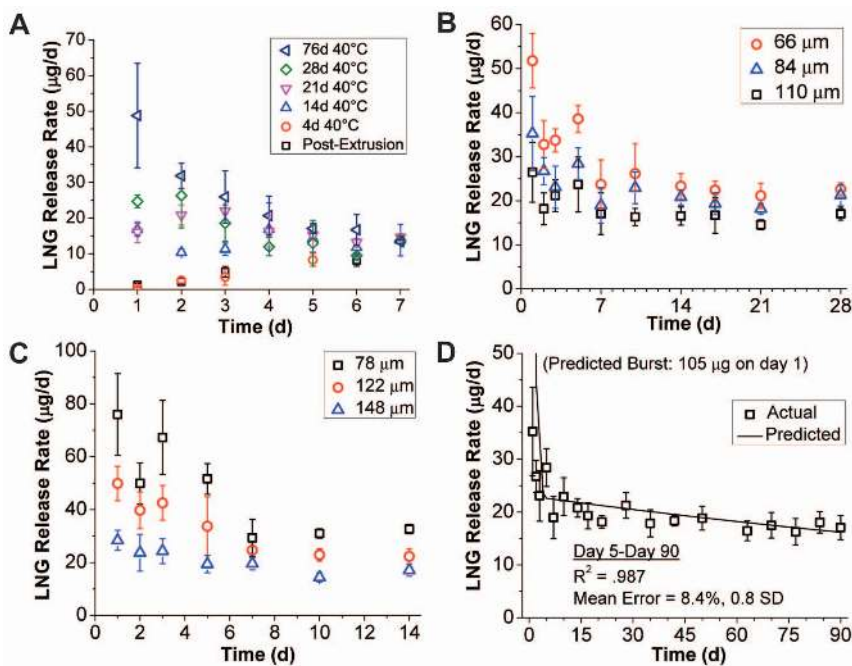 A
LNG Release Rate (µg/d)
70
60
50
40
30
20
10
0
76d 40°C
28d 40°C
21d 40°C
14d 40°C
4d 40°C
Post-Extrusion
0 1 2 3 4 5 6 7
Time (d)
B
LNG Release Rate (µg/d)
60
50
40
30
20
10
0
66 µm
84 µm
110 µm
0 7 14 21 28
Time (d)
C
LNG Release Rate (µg/d)
100
80
60
40
20
0
78 µm
122 µm
148 µm
0 2 4 6 8 10 12 14
Time (d)
D
LNG Release Rate (µg/d)
50
40
30
20
10
0
(Predicted Burst: 105 µg on day 1)
Actual
Predicted
Day 5-Day 90
R² = .987
Mean Error = 8.4%, 0.8 SD
0 15 30 45 60 75 90
Time (d)